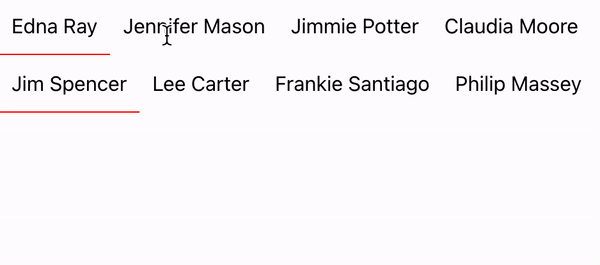 Edna Ray Jennifer Mason Jimmie Potter Claudia Moore
Jim Spencer Lee Carter Frankie Santiago Philip Massey